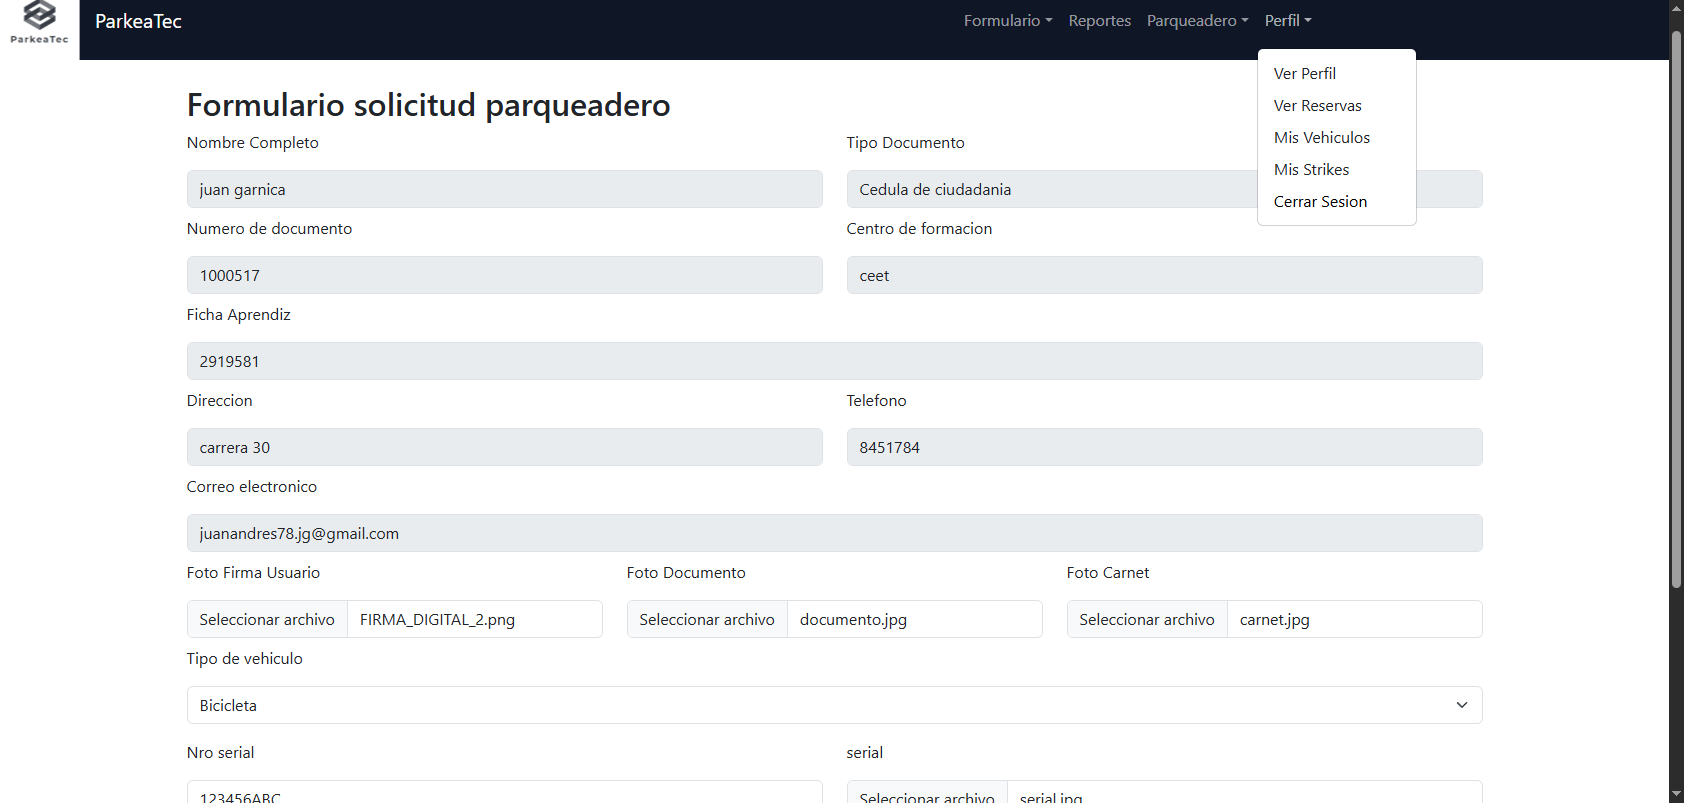 ParkeaTec
ParkeaTec
Formulario
Reportes
Parqueadero
Perfil
Ver Perfil
Ver Reservas
Mis Vehiculos
Mis Strikes
Cerrar Sesion
Formulario solicitud parqueadero
Nombre Completo
Tipo Documento
juan garnica
Cedula de ciudadania
Numero de documento
Centro de formacion
1000517
ceet
Ficha Aprendiz
2919581
Direccion
Telefono
carrera 30
8451784
Correo electronico
juanandres78.jg@gmail.com
Foto Firma Usuario
Foto Documento
Foto Carnet
Seleccionar archivo FIRMA_DIGITAL_2.png
Seleccionar archivo documento.jpg
Seleccionar archivo carnet.jpg
Tipo de vehiculo
Bicicleta
Nro serial
serial
123456ABC
Seleccionar archivo serial.jpg